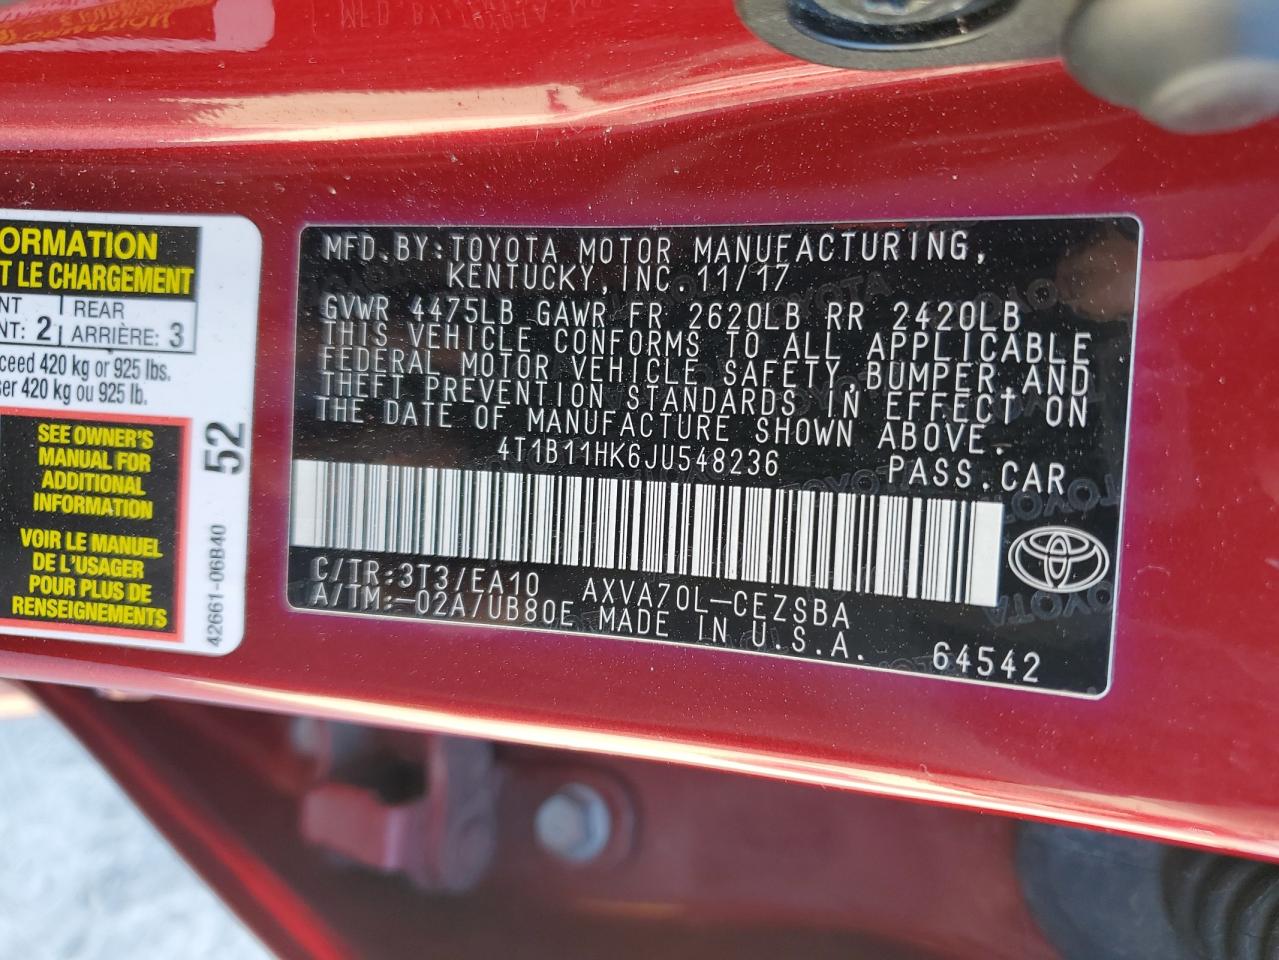 ORMATION
T LE CHARGEMENT
NT
NT: 2
REAR
ARRIÈRE: 3
ceed 420 kg or 925 lbs.
ser 420 kg ou 925 lb.
SEE OWNER'S
MANUAL FOR
ADDITIONAL
INFORMATION
VOIR LE MANUEL
DE L'USAGER
POUR PLUS DE
RENSEIGNEMENTS
52
42661-06B40
MFD.BY:TOYOTA MOTOR MANUFACTURING,
KENTUCKY,INC.11/17
GVWR 4475LB GAWR FR 2620LB RR 2420LB
THIS VEHICLE CONFORMS TO ALL APPLICABLE
FEDERAL MOTOR VEHICLE SAFETY,BUMPER,AND
THEFT PREVENTION STANDARDS IN EFFECT ON
THE DATE OF MANUFACTURE SHOWN ABOVE.
4T1B11HK6JU548236 PASS.CAR
C/TR:3T3/EA10 AXVA70L-CEZSBA
A/TM:-02A/UB80E MADE IN U.S.A.
64542